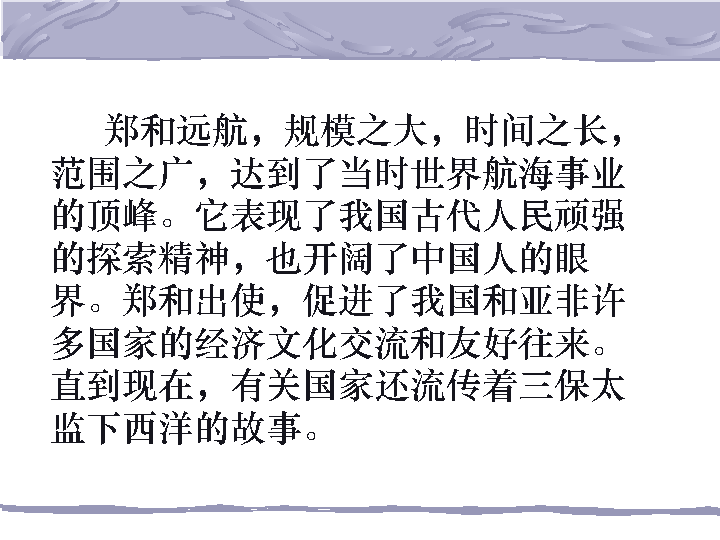 郑和远航，规模之大，时间之长，
范围之广，达到了当时世界航海事业
的顶峰。它表现了我国古代人民顽强
的探索精神，也开阔了中国人的眼
界。郑和出使，促进了我国和亚非许
多国家的经济文化交流和友好往来。
直到现在，有关国家还流传着三保太
监下西洋的故事。